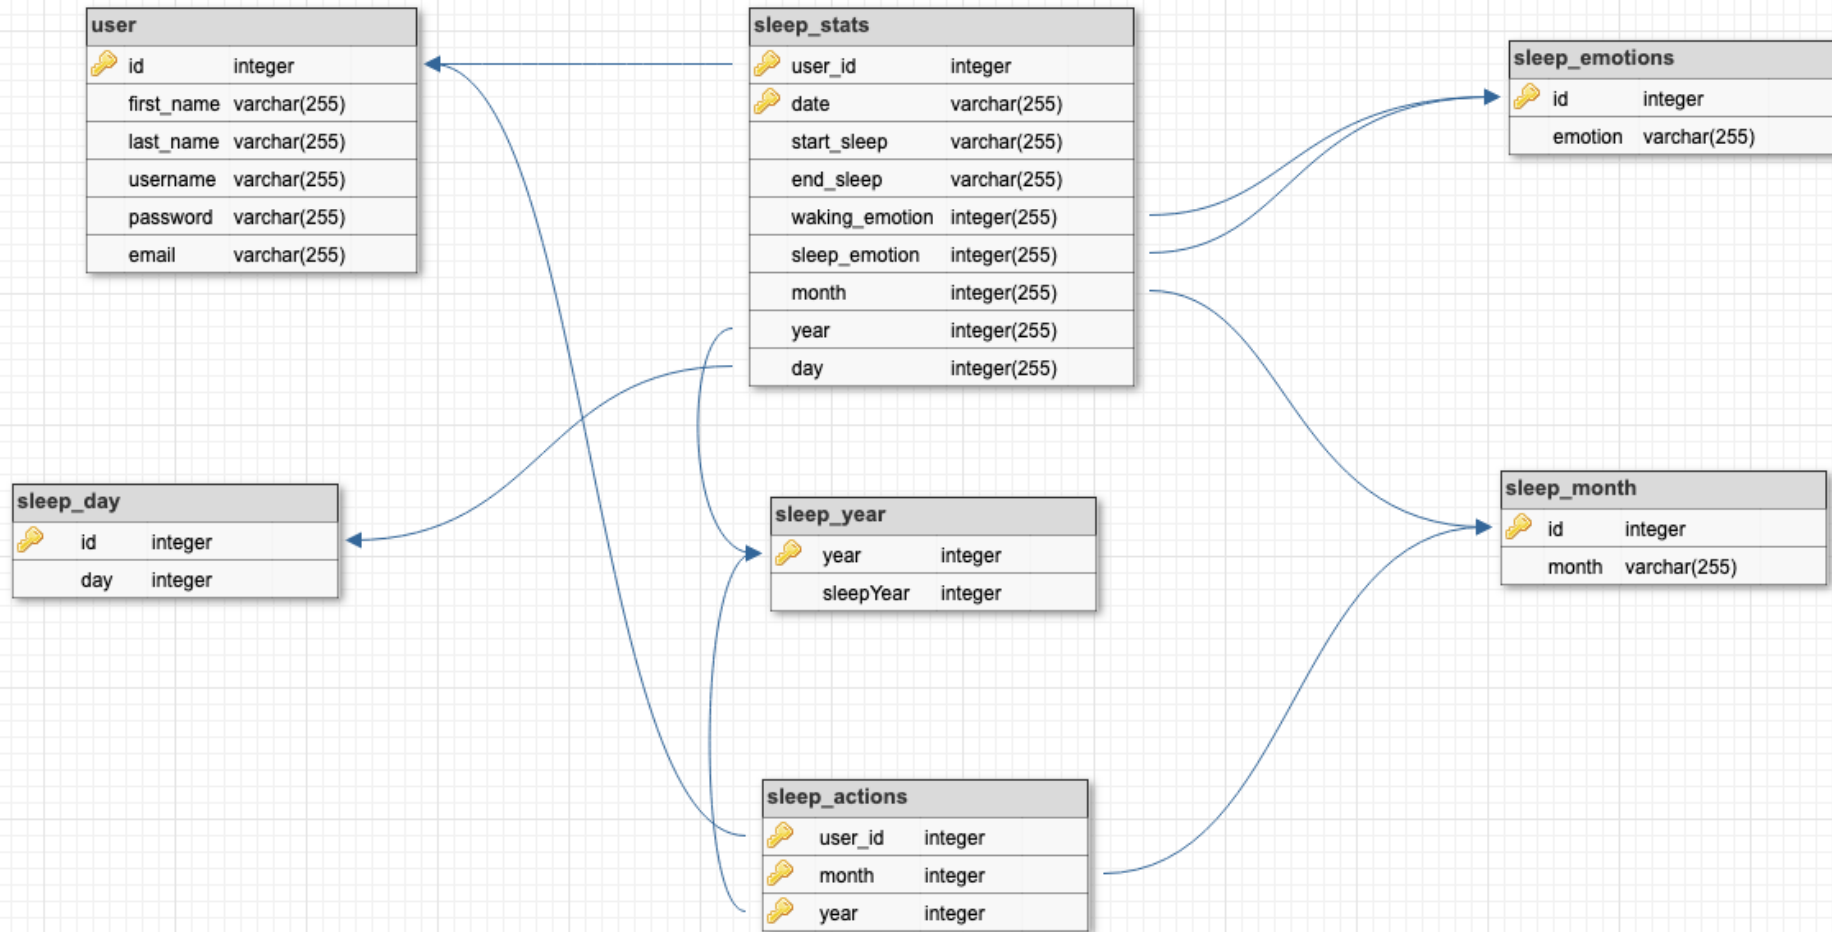 user
id integer
first_name varchar(255)
last_name varchar(255)
username varchar(255)
password varchar(255)
email varchar(255)
sleep_stats
user_id integer
date varchar(255)
start_sleep varchar(255)
end_sleep varchar(255)
waking_emotion integer(255)
sleep_emotion integer(255)
month integer(255)
year integer(255)
day integer(255)
sleep_emotions
id integer
emotion varchar(255)
sleep_day
id integer
day integer
sleep_year
year integer
sleepYear integer
sleep_month
id integer
month varchar(255)
sleep_actions
user_id integer
month integer
year integer